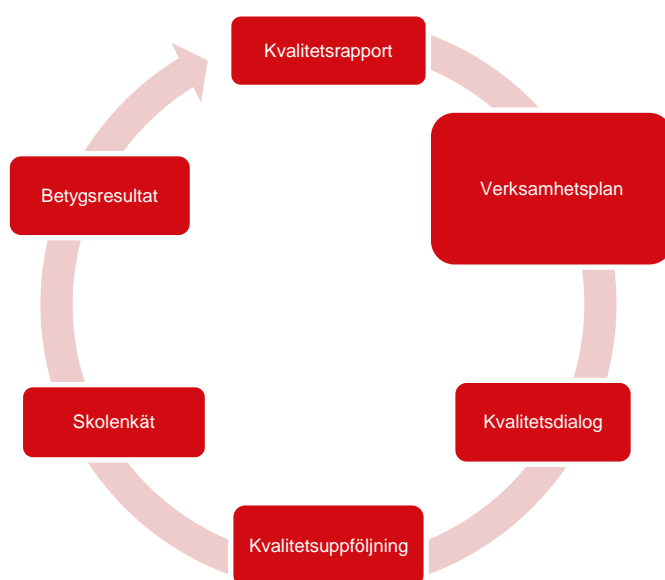 Kvalitetsrapport
Verksamhetsplan
Kvalitetsdialog
Kvalitetsuppföljning
Skolenkät
Betygsresultat